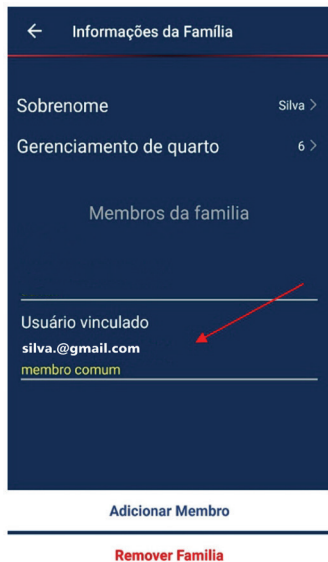 Informações da Família
Sobrenome Silva >
Gerenciamento de quarto 6 >
Membros da familia
Usuário vinculado
silva.@gmail.com
membro comum
Adicionar Membro
Remover Familia